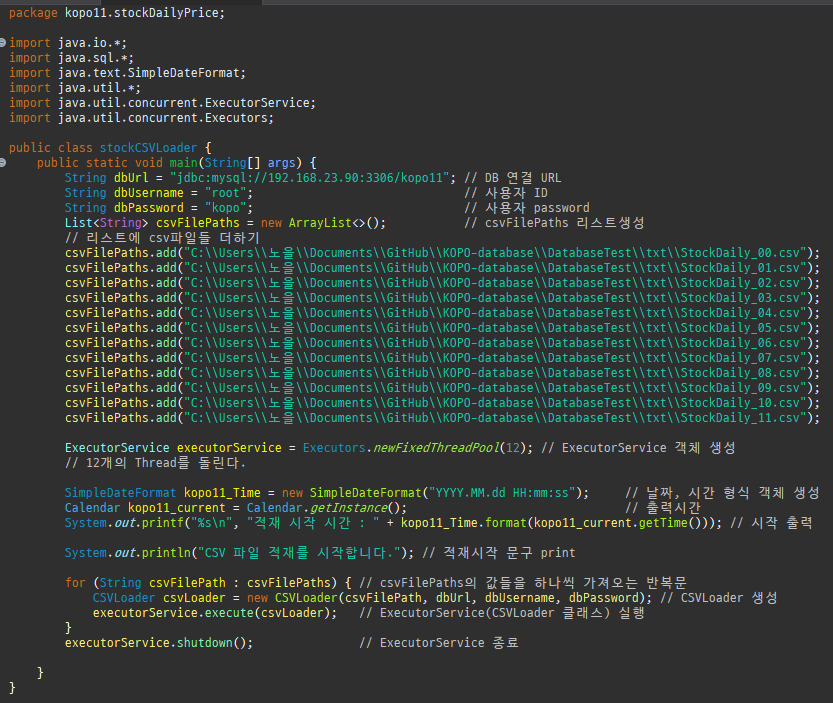 package kopo11.stockDailyPrice;
import java.io.*;
import java.sql.*;
import java.text.SimpleDateFormat;
import java.util.*;
import java.util.concurrent.ExecutorService;
import java.util.concurrent.Executors;
public class stockCSVLoader {
public static void main(String[] args) {
String dbUrl = "jdbc:mysql://192.168.23.90:3306/kopo11"; // DB 연결 URL
String dbUsername = "root"; // 사용자 ID
String dbPassword = "kopo"; // 사용자 password
List<String> csvFilePaths = new ArrayList<>(); // csvFilePaths 리스트생성
// 리스트에 csv파일들 더하기
csvFilePaths.add("C:\\Users\\노을\\Documents\\GitHub\\KOPO-database\\DatabaseTest\\txt\\StockDaily_00.csv");
csvFilePaths.add("C:\\Users\\노을\\Documents\\GitHub\\KOPO-database\\DatabaseTest\\txt\\StockDaily_01.csv");
csvFilePaths.add("C:\\Users\\노을\\Documents\\GitHub\\KOPO-database\\DatabaseTest\\txt\\StockDaily_02.csv");
csvFilePaths.add("C:\\Users\\노을\\Documents\\GitHub\\KOPO-database\\DatabaseTest\\txt\\StockDaily_03.csv");
csvFilePaths.add("C:\\Users\\노을\\Documents\\GitHub\\KOPO-database\\DatabaseTest\\txt\\StockDaily_04.csv");
csvFilePaths.add("C:\\Users\\노을\\Documents\\GitHub\\KOPO-database\\DatabaseTest\\txt\\StockDaily_05.csv");
csvFilePaths.add("C:\\Users\\노을\\Documents\\GitHub\\KOPO-database\\DatabaseTest\\txt\\StockDaily_06.csv");
csvFilePaths.add("C:\\Users\\노을\\Documents\\GitHub\\KOPO-database\\DatabaseTest\\txt\\StockDaily_07.csv");
csvFilePaths.add("C:\\Users\\노을\\Documents\\GitHub\\KOPO-database\\DatabaseTest\\txt\\StockDaily_08.csv");
csvFilePaths.add("C:\\Users\\노을\\Documents\\GitHub\\KOPO-database\\DatabaseTest\\txt\\StockDaily_09.csv");
csvFilePaths.add("C:\\Users\\노을\\Documents\\GitHub\\KOPO-database\\DatabaseTest\\txt\\StockDaily_10.csv");
csvFilePaths.add("C:\\Users\\노을\\Documents\\GitHub\\KOPO-database\\DatabaseTest\\txt\\StockDaily_11.csv");
ExecutorService executorService = Executors.newFixedThreadPool(12); // ExecutorService 객체 생성
// 12개의 Thread를 돌린다.
SimpleDateFormat kopo11_Time = new SimpleDateFormat("YYYY.MM.dd HH:mm:ss"); // 날짜, 시간 형식 객체 생성
Calendar kopo11_current = Calendar.getInstance(); // 출력시간
System.out.printf("%s\n", "적재 시작 시간 : " + kopo11_Time.format(kopo11_current.getTime())); // 시작 출력
System.out.println("CSV 파일 적재를 시작합니다."); // 적재시작 문구 print
for (String csvFilePath : csvFilePaths) { // csvFilePaths의 값들을 하나씩 가져오는 반복문
CSVLoader csvLoader = new CSVLoader(csvFilePath, dbUrl, dbUsername, dbPassword); // CSVLoader 생성
executorService.execute(csvLoader); // ExecutorService(CSVLoader 클래스) 실행
}
executorService.shutdown(); // ExecutorService 종료
}
}